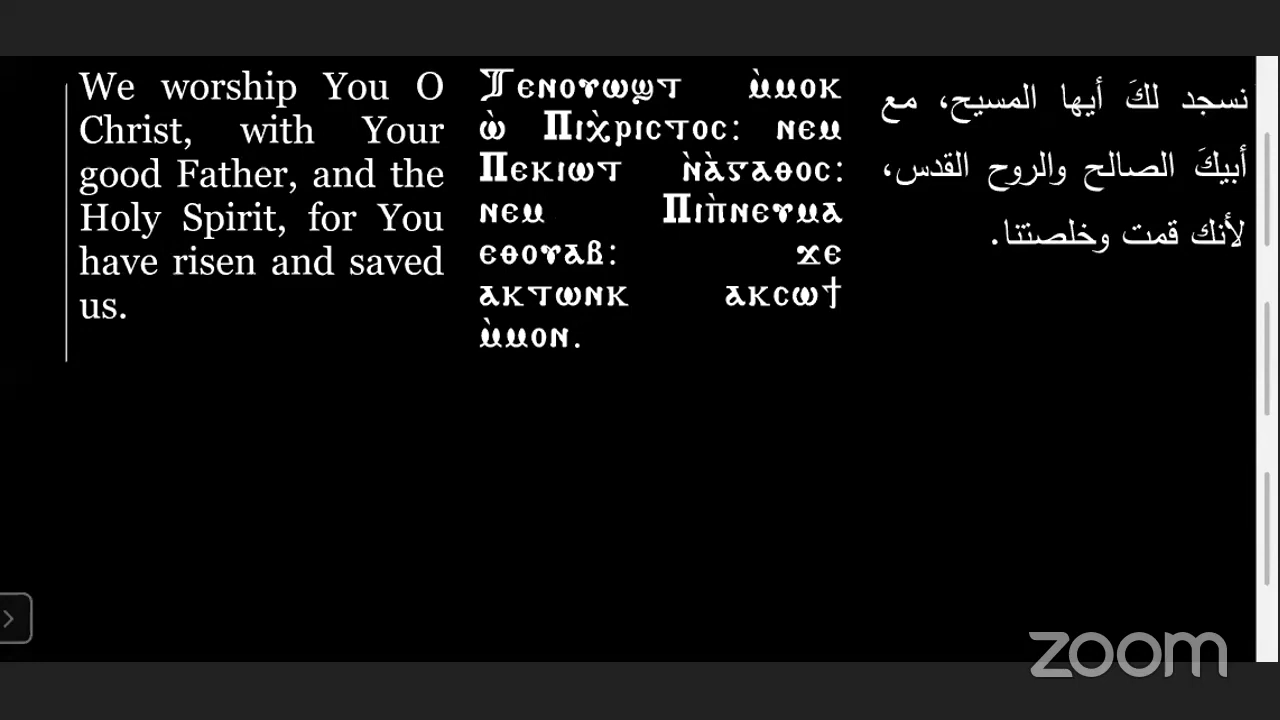 We worship You O
Christ, with Your
good Father, and the
Holy Spirit, for You
have risen and saved
us.
Ⲧⲉⲛⲟⲩⲱϣⲧ ⲙ̀ⲙⲟⲕ
ⲱ̀ Ⲡⲓⲭ̀ⲣⲓⲥⲧⲟⲥ: ⲛⲉⲙ
Ⲡⲉⲕⲓⲱⲧ ⲛ̀ⲁ̀ⲅⲁⲑⲟⲥ:
ⲛⲉⲙ Ⲡⲓⲡ̀ⲛⲉⲩⲙⲁ
ⲉⲑⲟⲩⲁⲃ: ϫⲉ
ⲁⲕⲧⲱⲛⲕ ⲁⲕⲥⲱϯ
ⲙ̀ⲙⲟⲛ.
نسجد لكَ أيها المسيح، مع
أبيكَ الصالح والروح القدس،
لأنك قمت وخلصتنا.
zoom